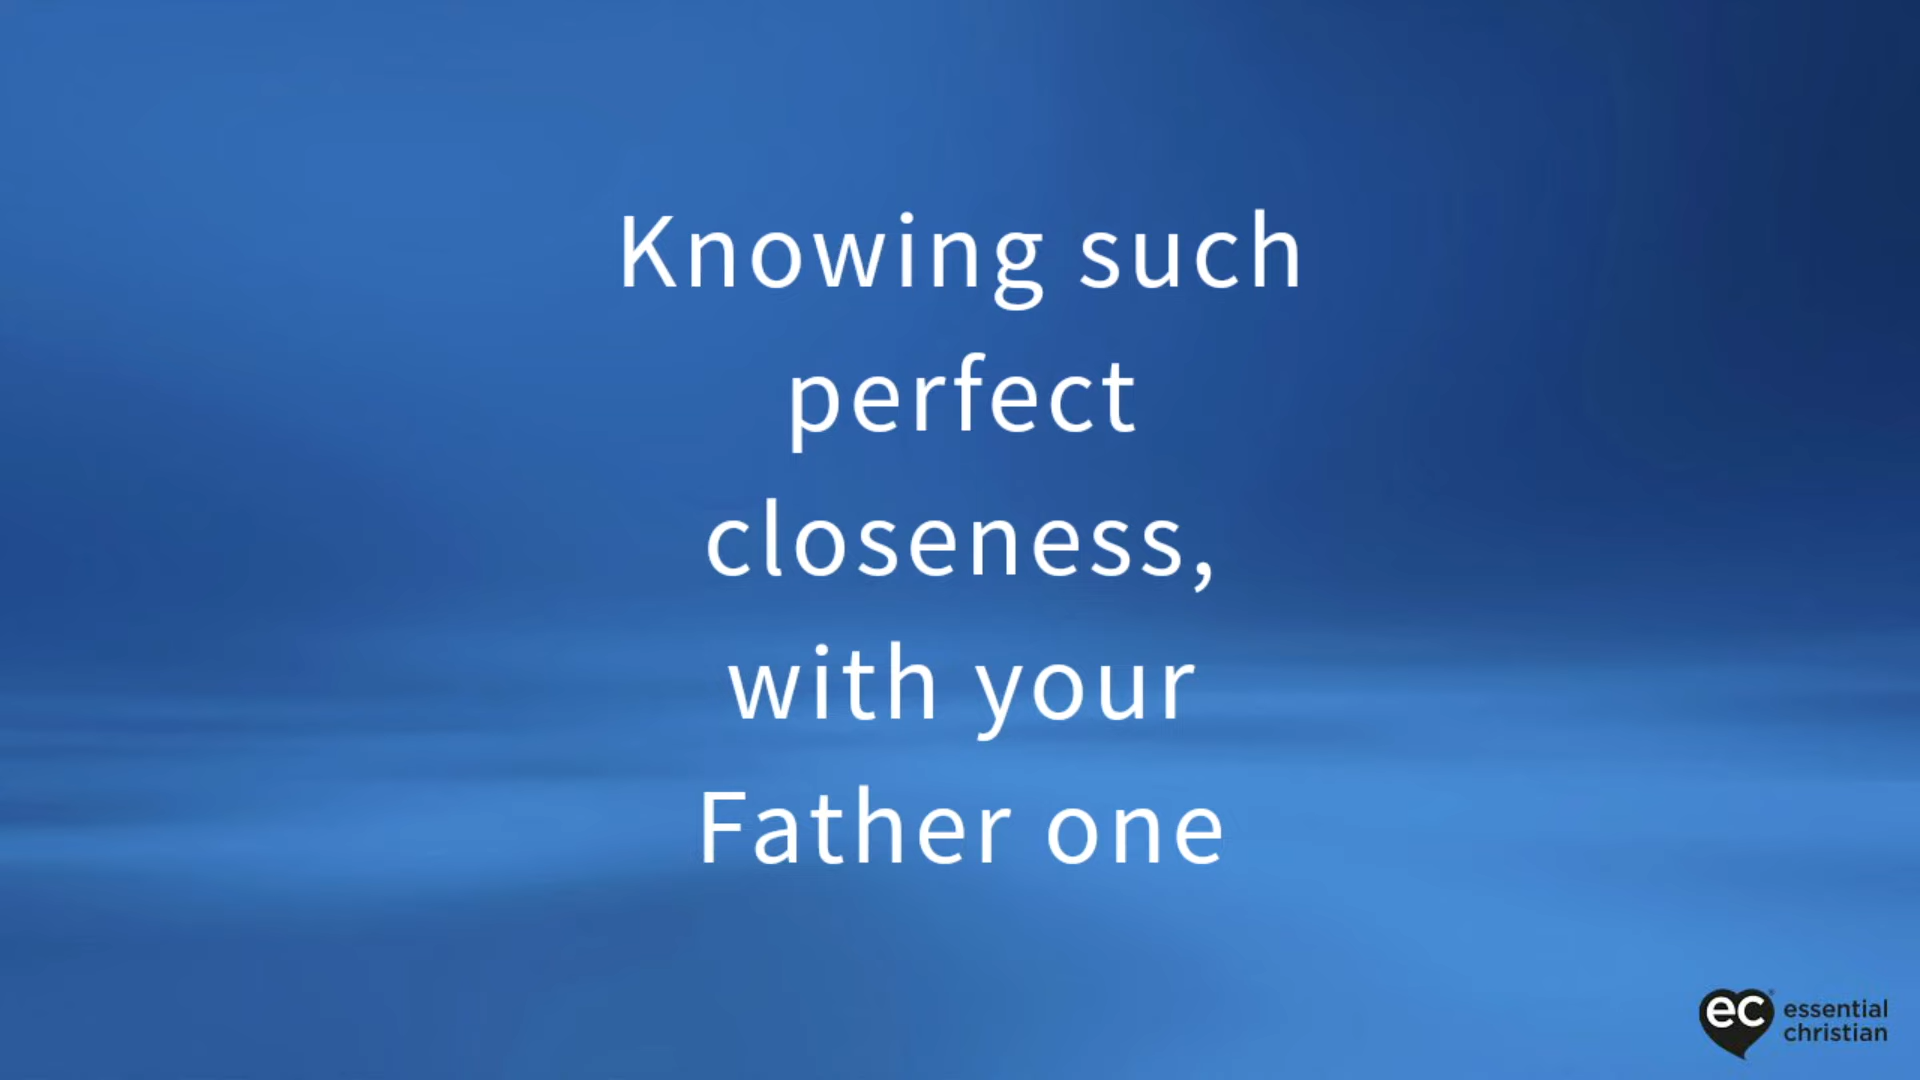 Knowing such
perfect
closeness,
with your
Father one
ec essential
christian